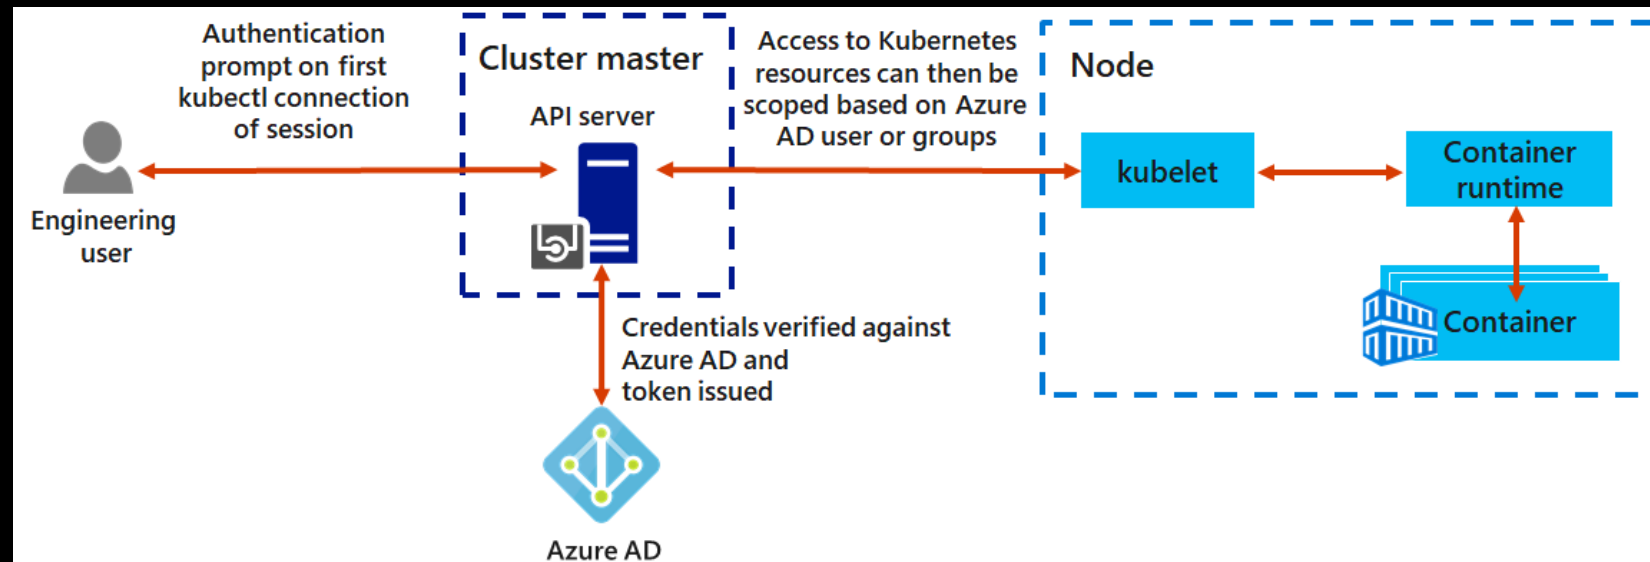 Authentication
prompt on first
kubectl connection
of session
Engineering
user
Cluster master
API server
Access to Kubernetes
resources can then be
scoped based on Azure
AD user or groups
Credentials verified against
Azure AD and
token issued
Azure AD
Node
kubelet
Container
runtime
Container